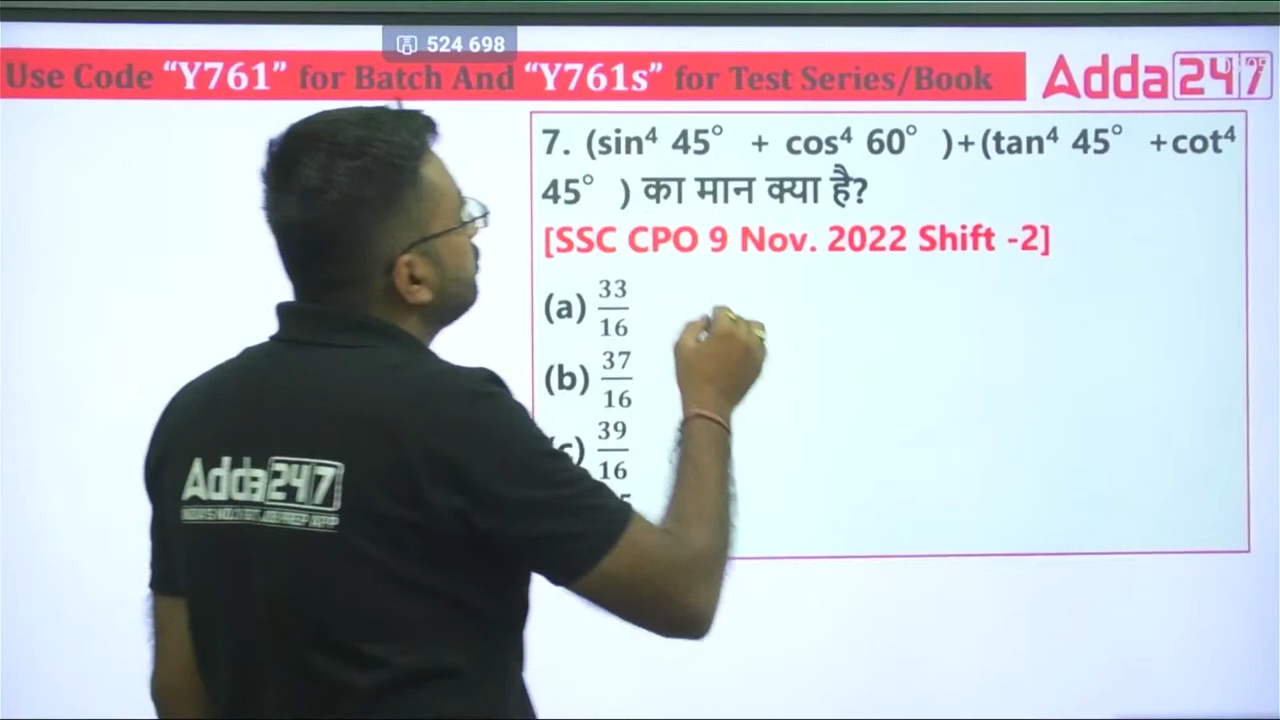 524 698
Use Code “Y761” for Batch And “Y761s” for Test Series/Book
Adda247
7. (sin⁴ 45° + cos⁴ 60° )+(tan⁴ 45° +cot⁴
45° ) का मान क्या है?
[SSC CPO 9 Nov. 2022 Shift -2]
(a) 33/16
(b) 37/16
(c) 39/16
Adda247